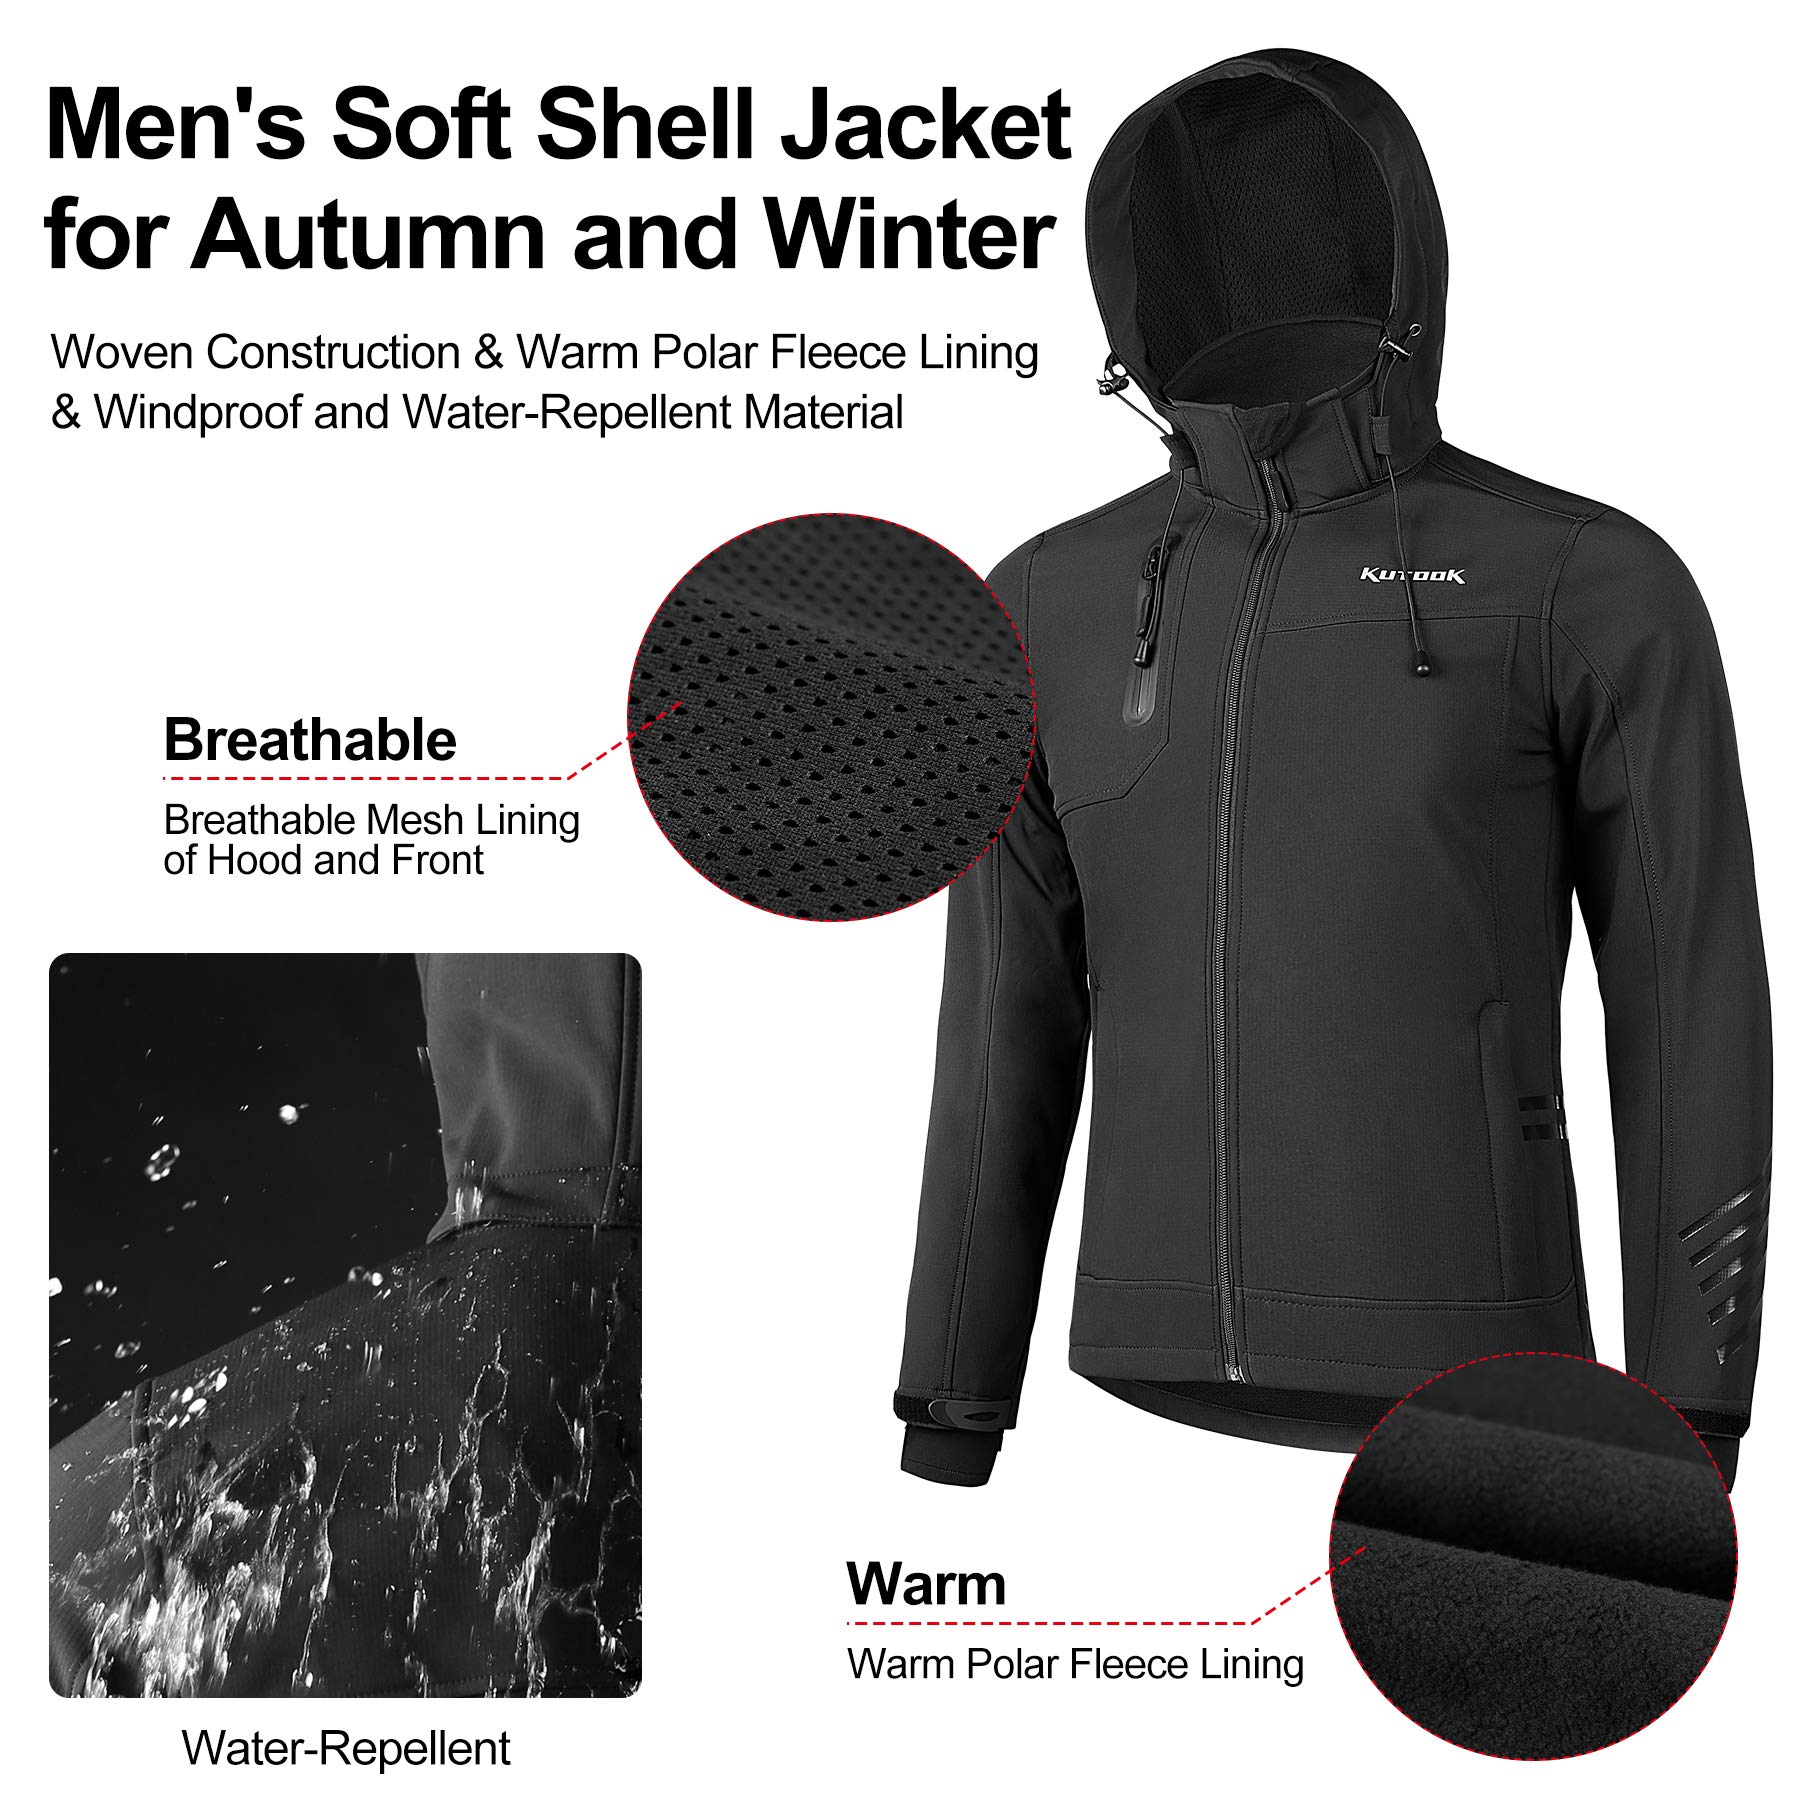 Men's Soft Shell Jacket
for Autumn and Winter
Woven Construction & Warm Polar Fleece Lining
& Windproof and Water-Repellent Material
KUTOOK
Breathable
Breathable Mesh Lining
of Hood and Front
Warm
Warm Polar Fleece Lining
Water-Repellent